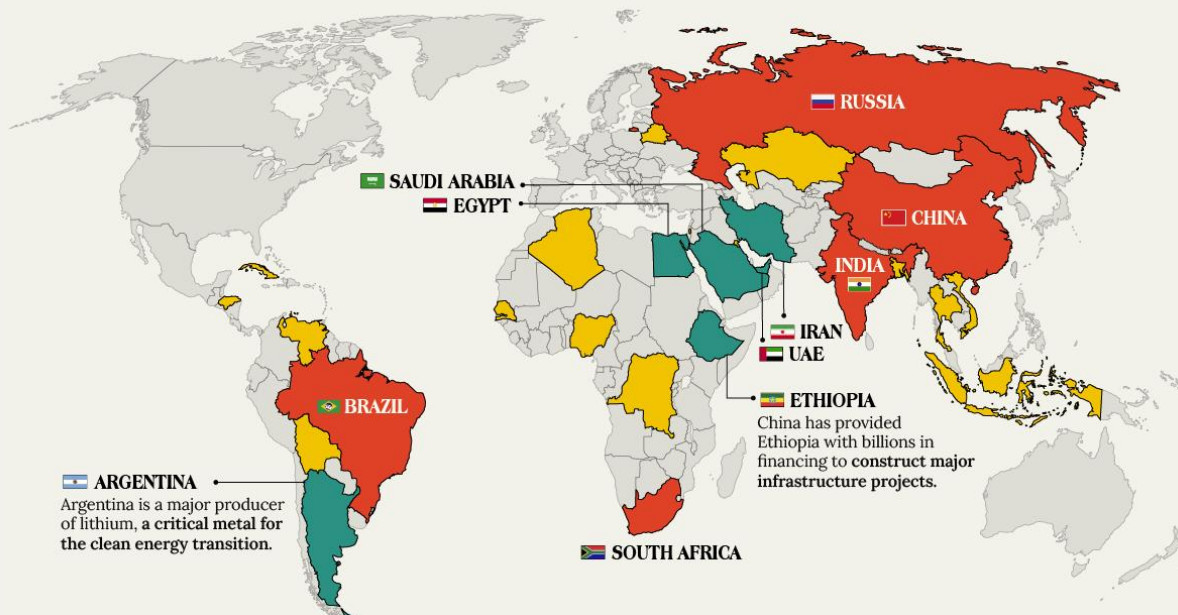 RUSSIA
SAUDI ARABIA
EGYPT
CHINA
INDIA
IRAN
UAE
BRAZIL
ETHIOPIA
China has provided
Ethiopia with billions in
financing to construct major
infrastructure projects.
ARGENTINA
Argentina is a major producer
of lithium, a critical metal for
the clean energy transition.
SOUTH AFRICA